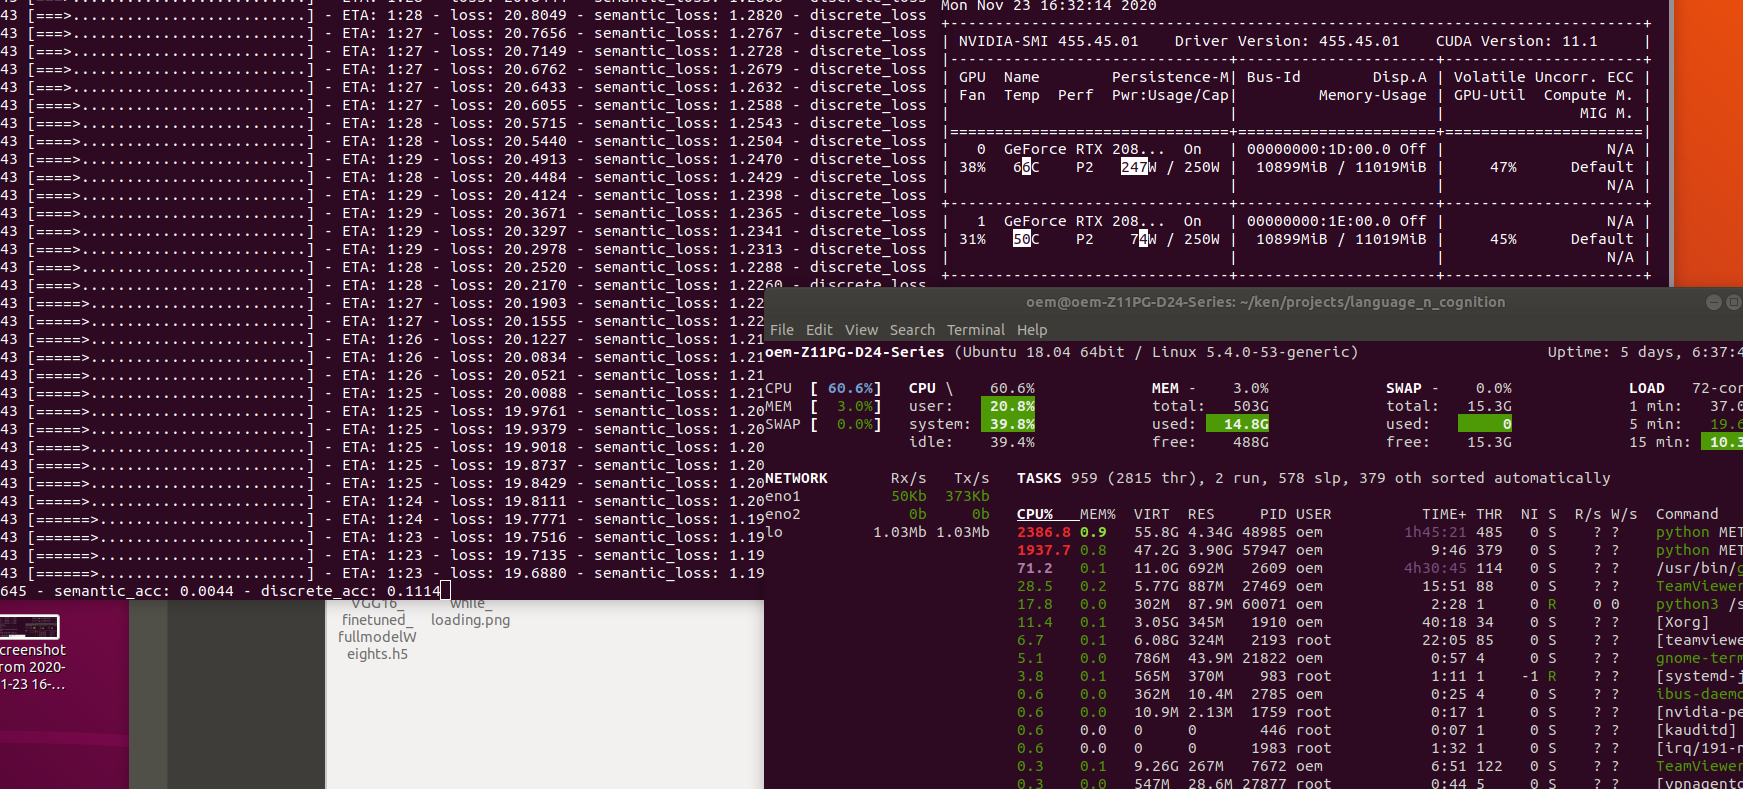 43 [===>..........................] - ETA: 1:28 - loss: 20.8049 - semantic_loss: 1.2820 - discrete_loss
43 [===>..........................] - ETA: 1:27 - loss: 20.7656 - semantic_loss: 1.2767 - discrete_loss
43 [===>..........................] - ETA: 1:27 - loss: 20.7149 - semantic_loss: 1.2728 - discrete_loss
43 [===>..........................] - ETA: 1:27 - loss: 20.6762 - semantic_loss: 1.2679 - discrete_loss
43 [===>..........................] - ETA: 1:27 - loss: 20.6433 - semantic_loss: 1.2632 - discrete_loss
43 [====>.........................] - ETA: 1:27 - loss: 20.6055 - semantic_loss: 1.2588 - discrete_loss
43 [====>.........................] - ETA: 1:28 - loss: 20.5715 - semantic_loss: 1.2543 - discrete_loss
43 [====>.........................] - ETA: 1:28 - loss: 20.5440 - semantic_loss: 1.2504 - discrete_loss
43 [====>.........................] - ETA: 1:29 - loss: 20.4913 - semantic_loss: 1.2470 - discrete_loss
43 [====>.........................] - ETA: 1:28 - loss: 20.4484 - semantic_loss: 1.2429 - discrete_loss
43 [====>.........................] - ETA: 1:29 - loss: 20.4124 - semantic_loss: 1.2398 - discrete_loss
43 [====>.........................] - ETA: 1:29 - loss: 20.3671 - semantic_loss: 1.2365 - discrete_loss
43 [====>.........................] - ETA: 1:29 - loss: 20.3297 - semantic_loss: 1.2341 - discrete_loss
43 [====>.........................] - ETA: 1:29 - loss: 20.2978 - semantic_loss: 1.2313 - discrete_loss
43 [====>.........................] - ETA: 1:28 - loss: 20.2520 - semantic_loss: 1.2288 - discrete_loss
43 [====>.........................] - ETA: 1:28 - loss: 20.2170 - semantic_loss: 1.2260 - discrete_loss
43 [=====>........................] - ETA: 1:27 - loss: 20.1903 - semantic_loss: 1.22
43 [=====>........................] - ETA: 1:27 - loss: 20.1555 - semantic_loss: 1.22
43 [=====>........................] - ETA: 1:26 - loss: 20.1227 - semantic_loss: 1.21
43 [=====>........................] - ETA: 1:26 - loss: 20.0834 - semantic_loss: 1.21
43 [=====>........................] - ETA: 1:26 - loss: 20.0521 - semantic_loss: 1.21
43 [=====>........................] - ETA: 1:25 - loss: 20.0088 - semantic_loss: 1.21
43 [=====>........................] - ETA: 1:25 - loss: 19.9761 - semantic_loss: 1.20
43 [=====>........................] - ETA: 1:25 - loss: 19.9379 - semantic_loss: 1.20
43 [=====>........................] - ETA: 1:25 - loss: 19.9018 - semantic_loss: 1.20
43 [=====>........................] - ETA: 1:25 - loss: 19.8737 - semantic_loss: 1.20
43 [=====>........................] - ETA: 1:25 - loss: 19.8429 - semantic_loss: 1.20
43 [=====>........................] - ETA: 1:24 - loss: 19.8111 - semantic_loss: 1.20
43 [======>.......................] - ETA: 1:24 - loss: 19.7771 - semantic_loss: 1.19
43 [======>.......................] - ETA: 1:23 - loss: 19.7516 - semantic_loss: 1.19
43 [======>.......................] - ETA: 1:23 - loss: 19.7135 - semantic_loss: 1.19
43 [======>.......................] - ETA: 1:23 - loss: 19.6880 - semantic_loss: 1.19
645 - semantic_acc: 0.0044 - discrete_acc: 0.1114
Mon Nov 23 16:32:14 2020
NVIDIA-SMI 455.45.01    Driver Version: 455.45.01    CUDA Version: 11.1
GPU  Name        Persistence-M| Bus-Id        Disp.A | Volatile Uncorr. ECC
Fan  Temp  Perf  Pwr:Usage/Cap|         Memory-Usage | GPU-Util  Compute M.
MIG M.
0  GeForce RTX 208...  On   | 00000000:1D:00.0 Off |                  N/A
38%   66C    P2   247W / 250W |  10899MiB / 11019MiB |     47%      Default
N/A
1  GeForce RTX 208...  On   | 00000000:1E:00.0 Off |                  N/A
31%   50C    P2    74W / 250W |  10899MiB / 11019MiB |     45%      Default
N/A
oem@oem-Z11PG-D24-Series: ~/ken/projects/language_n_cognition
File Edit View Search Terminal Help
oem-Z11PG-D24-Series (Ubuntu 18.04 64bit / Linux 5.4.0-53-generic) Uptime: 5 days, 6:37:4
CPU [ 60.6%] CPU \ 60.6% MEM - 3.0% SWAP - 0.0% LOAD 72-cor
MEM [ 3.0%] user: 20.8% total: 503G total: 15.3G 1 min: 37.0
SWAP [ 0.0%] system: 39.8% used: 14.8G used: 0 5 min: 19.6
idle: 39.4% free: 488G free: 15.3G 15 min: 10.3
NETWORK Rx/s Tx/s TASKS 959 (2815 thr), 2 run, 578 slp, 379 oth sorted automatically
eno1 50Kb 373Kb
eno2 0b 0b CPU% MEM% VIRT RES PID USER TIME+ THR NI S R/s W/s Command
lo 1.03Mb 1.03Mb 2386.8 0.9 55.8G 4.34G 48985 oem 1h45:21 485 0 S ? ? python MET
1937.7 0.8 47.2G 3.90G 57947 oem 9:46 379 0 S ? ? python MET
71.2 0.1 11.0G 692M 2609 oem 4h30:45 114 0 S ? ? /usr/bin/g
28.5 0.2 5.77G 887M 27469 oem 15:51 88 0 S ? ? TeamViewer
17.8 0.0 302M 87.9M 60071 oem 2:28 1 0 R 0 0 python3 /s
11.4 0.1 3.05G 345M 1910 oem 40:18 34 0 S ? ? [Xorg]
6.7 0.1 6.08G 324M 2193 root 22:05 85 0 S ? ? [teamviewe
5.1 0.0 786M 43.9M 21822 oem 0:57 4 0 S ? ? gnome-term
3.8 0.1 565M 370M 983 root 1:11 1 -1 R ? ? [systemd-j
0.6 0.0 362M 10.4M 2785 oem 0:25 4 0 S ? ? ibus-daemo
0.6 0.0 10.9M 2.13M 1759 root 0:17 1 0 S ? ? [nvidia-pe
0.6 0.0 0 0 446 root 0:07 1 0 S ? ? [kauditd]
0.6 0.0 0 0 1983 root 1:32 1 0 S ? ? [irq/191-n
0.3 0.1 9.26G 267M 7672 oem 6:51 122 0 S ? ? TeamViewer
0.3 0.0 547M 28.6M 27877 root 0:44 5 0 S ? ? [vpnagento
VGG16_
finetuned_
fullmodelW
eights.h5
while_
loading.png
creenshot
rom 2020-
1-23 16-...